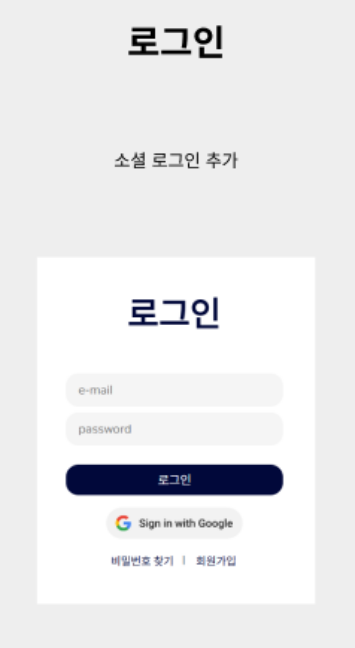 로그인
소셜 로그인 추가
로그인
e-mail
password
로그인
Sign in with Google
비밀번호 찾기 | 회원가입